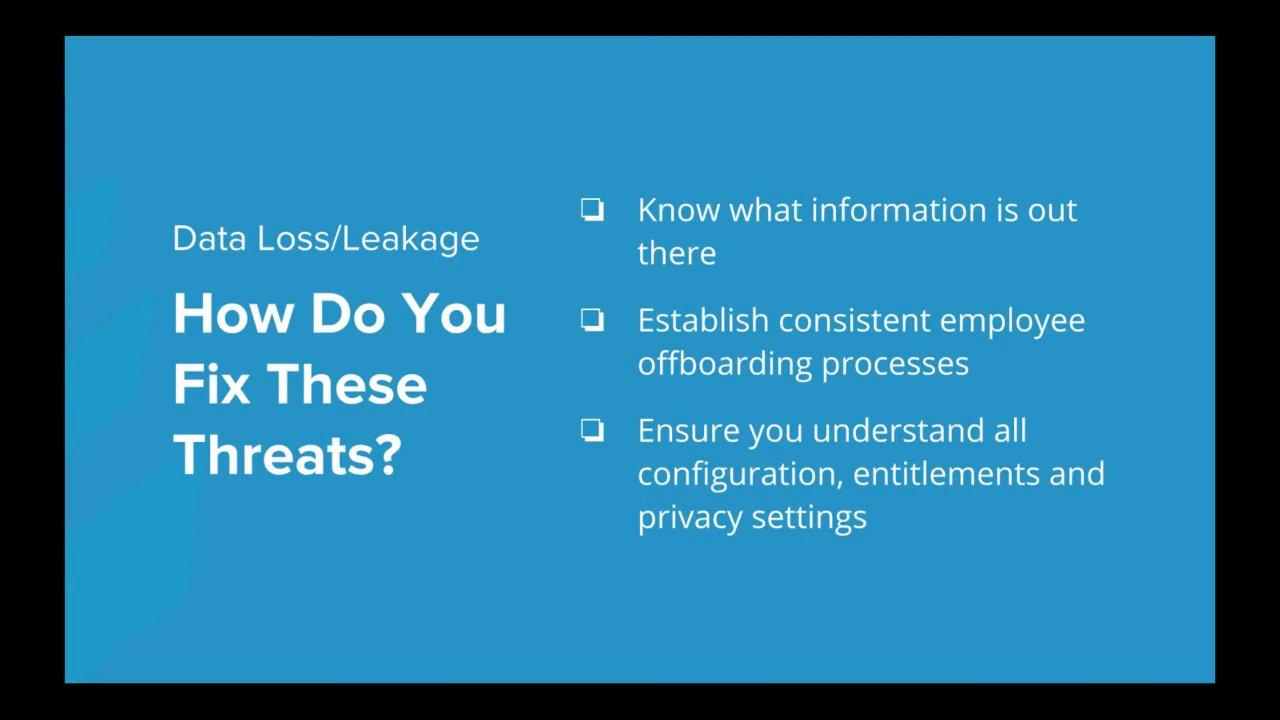 Data Loss/Leakage
How Do You
Fix These
Threats?
❏ Know what information is out
there
❏ Establish consistent employee
offboarding processes
❏ Ensure you understand all
configuration, entitlements and
privacy settings